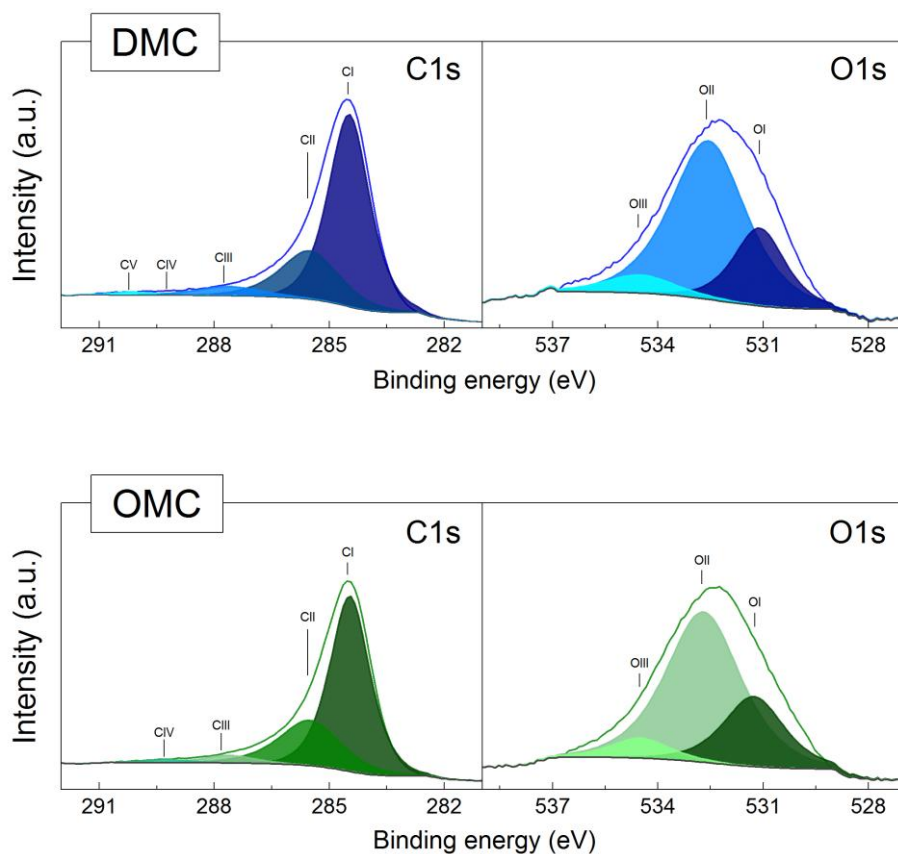 DMC
C1s
O1s
CI
CII
CIII
CIV
CV
OII
OI
OIII
Intensity (a.u.)
291 288 285 282 537 534 531 528
Binding energy (eV) Binding energy (eV)
OMC
C1s
O1s
CI
CII
CIII
CIV
OII
OI
OIII
Intensity (a.u.)
291 288 285 282 537 534 531 528
Binding energy (eV) Binding energy (eV)